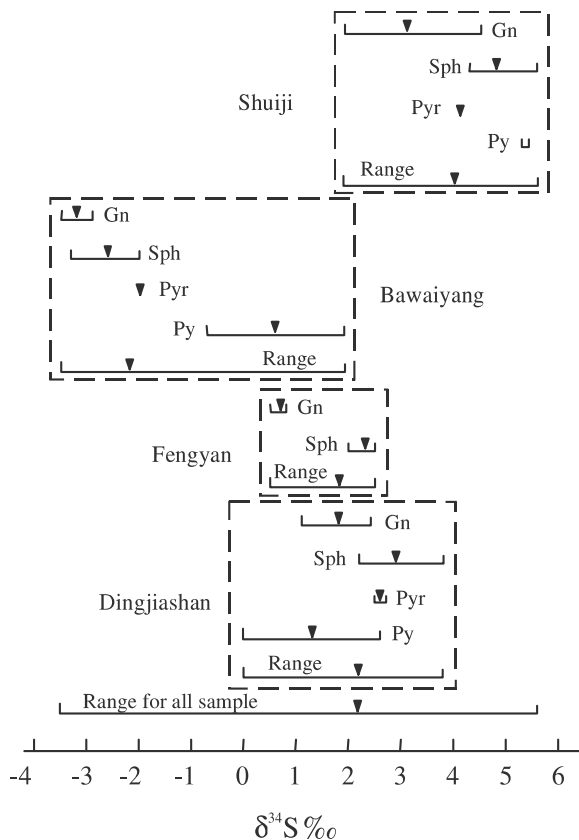 Gn
Sph
Shuiji
Pyr
Py
Range
Gn
Sph
Pyr
Bawaiyang
Py
Range
Gn
Sph
Fengyan
Range
Gn
Sph
Dingjiashan
Pyr
Py
Range
Range for all sample
-4 -3 -2 -1 0 1 2 3 4 5 6
δ³⁴S‰